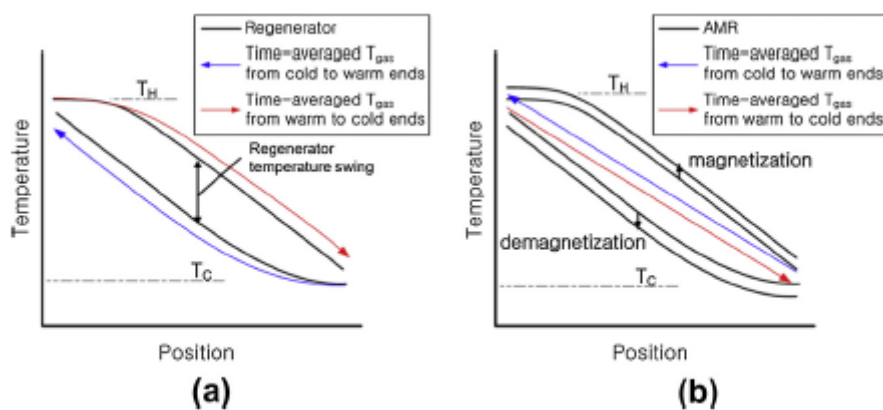 Regenerator
Time-averaged Tgas
from cold to warm ends
Time-averaged Tgas
from warm to cold ends
TH
Regenerator
temperature swing
TC
Temperature
Position
(a)
AMR
Time-averaged Tgas
from cold to warm ends
Time-averaged Tgas
from warm to cold ends
TH
magnetization
demagnetization
TC
Temperature
Position
(b)